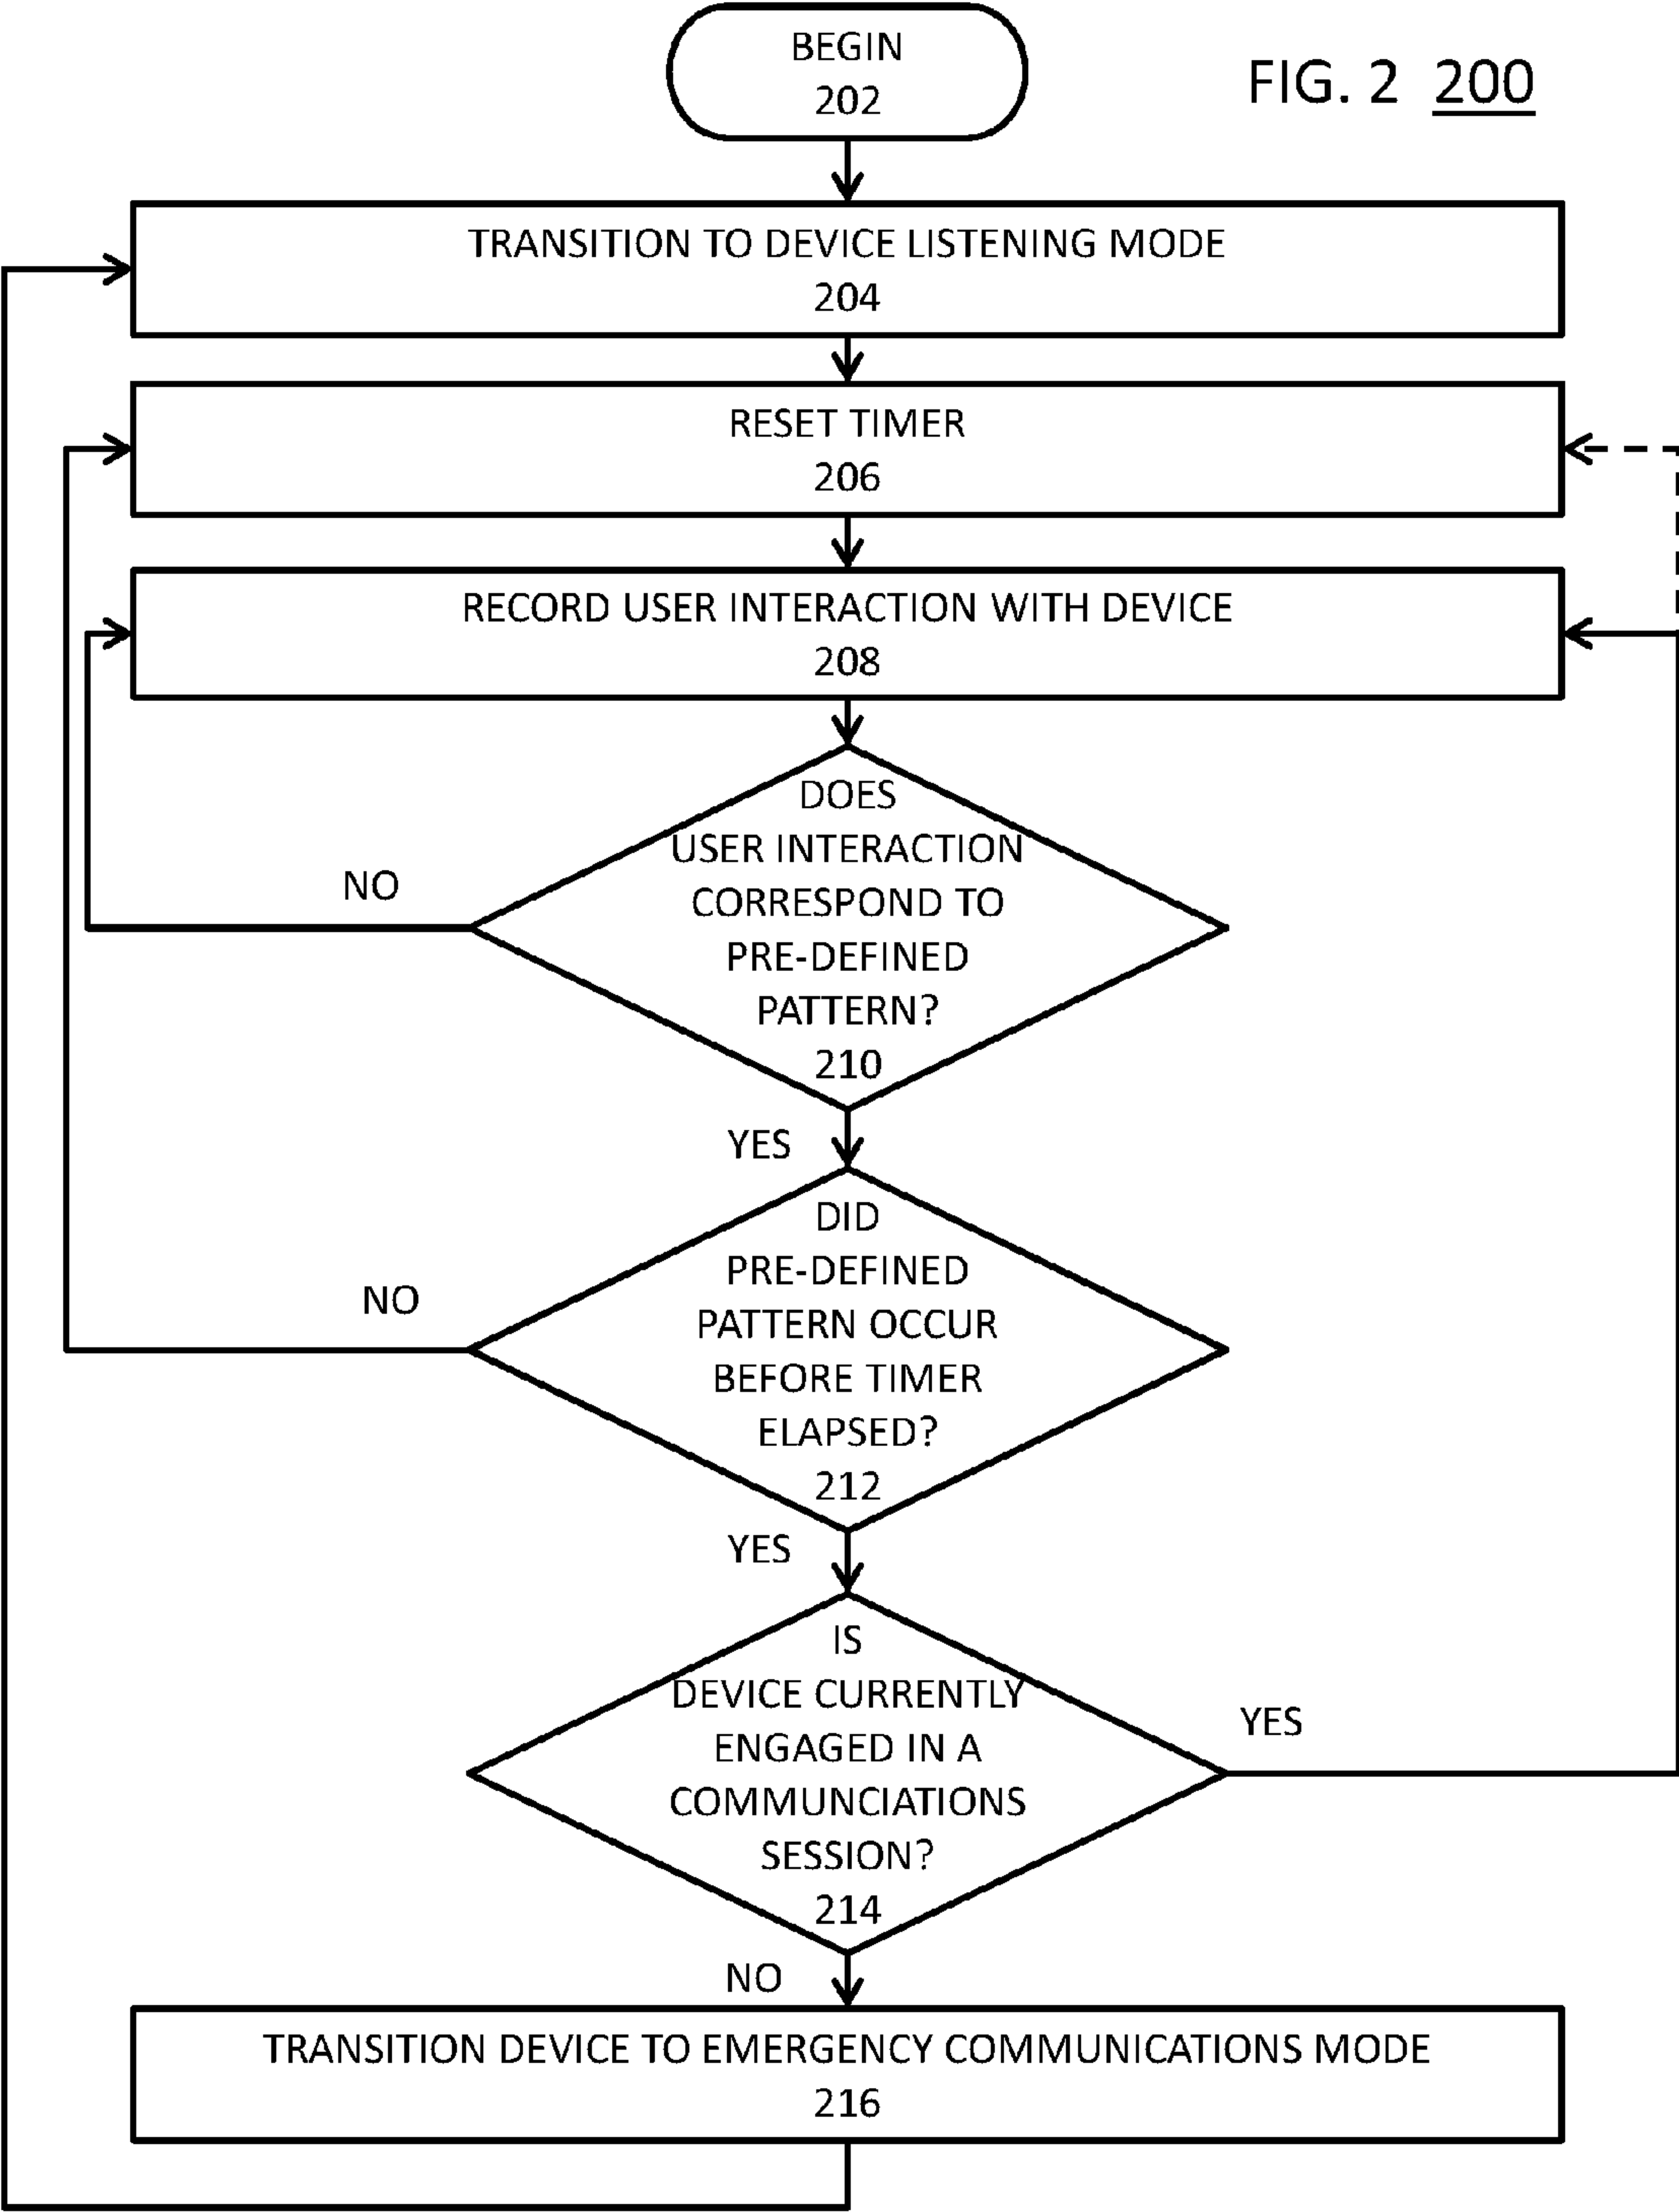 BEGIN
202
FIG. 2 200
TRANSITION TO DEVICE LISTENING MODE
204
RESET TIMER
206
RECORD USER INTERACTION WITH DEVICE
208
DOES
USER INTERACTION
CORRESPOND TO
PRE-DEFINED
PATTERN?
210
NO
YES
DID
PRE-DEFINED
PATTERN OCCUR
BEFORE TIMER
ELAPSED?
212
NO
YES
IS
DEVICE CURRENTLY
ENGAGED IN A
COMMUNCIATIONS
SESSION?
214
YES
NO
TRANSITION DEVICE TO EMERGENCY COMMUNICATIONS MODE
216